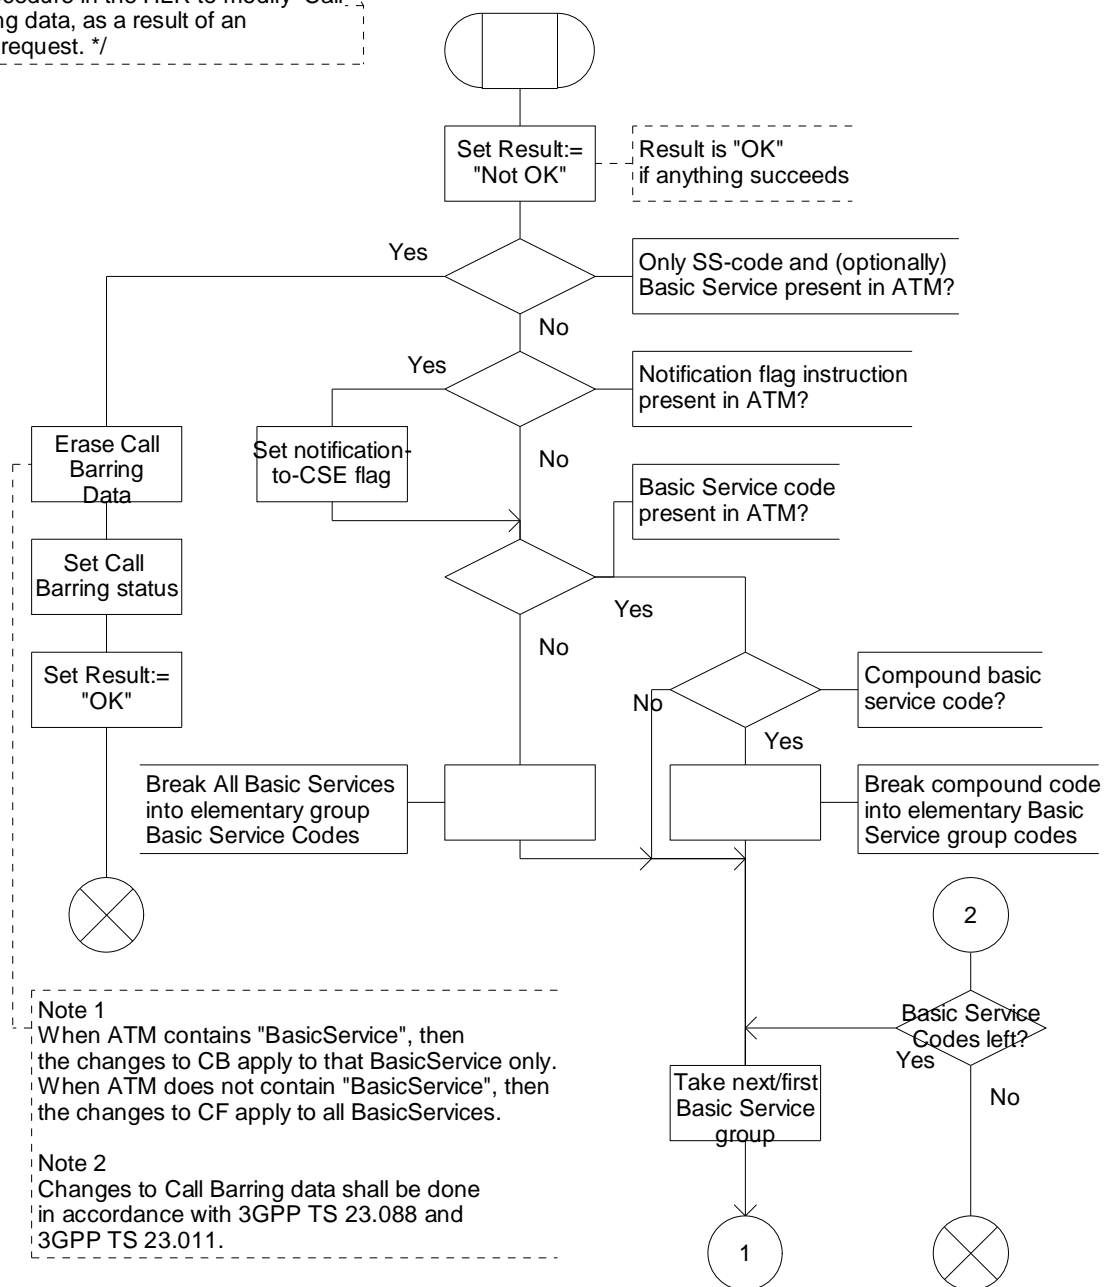 ng data, as a result of an
request. */
Set Result:=
"Not OK"
Result is "OK"
if anything succeeds
Yes
Only SS-code and (optionally)
Basic Service present in ATM?
No
Yes
Notification flag instruction
present in ATM?
Erase Call
Barring
Data
Set notification-
to-CSE flag
No
Basic Service code
present in ATM?
Set Call
Barring status
Yes
No
Set Result:=
"OK"
No
Compound basic
service code?
Yes
Break All Basic Services
into elementary group
Basic Service Codes
Break compound code
into elementary Basic
Service group codes
2
Note 1
When ATM contains "BasicService", then
the changes to CB apply to that BasicService only.
When ATM does not contain "BasicService", then
the changes to CF apply to all BasicServices.
Note 2
Changes to Call Barring data shall be done
in accordance with 3GPP TS 23.088 and
3GPP TS 23.011.
Basic Service
Codes left?
Yes
No
Take next/first
Basic Service
group
1